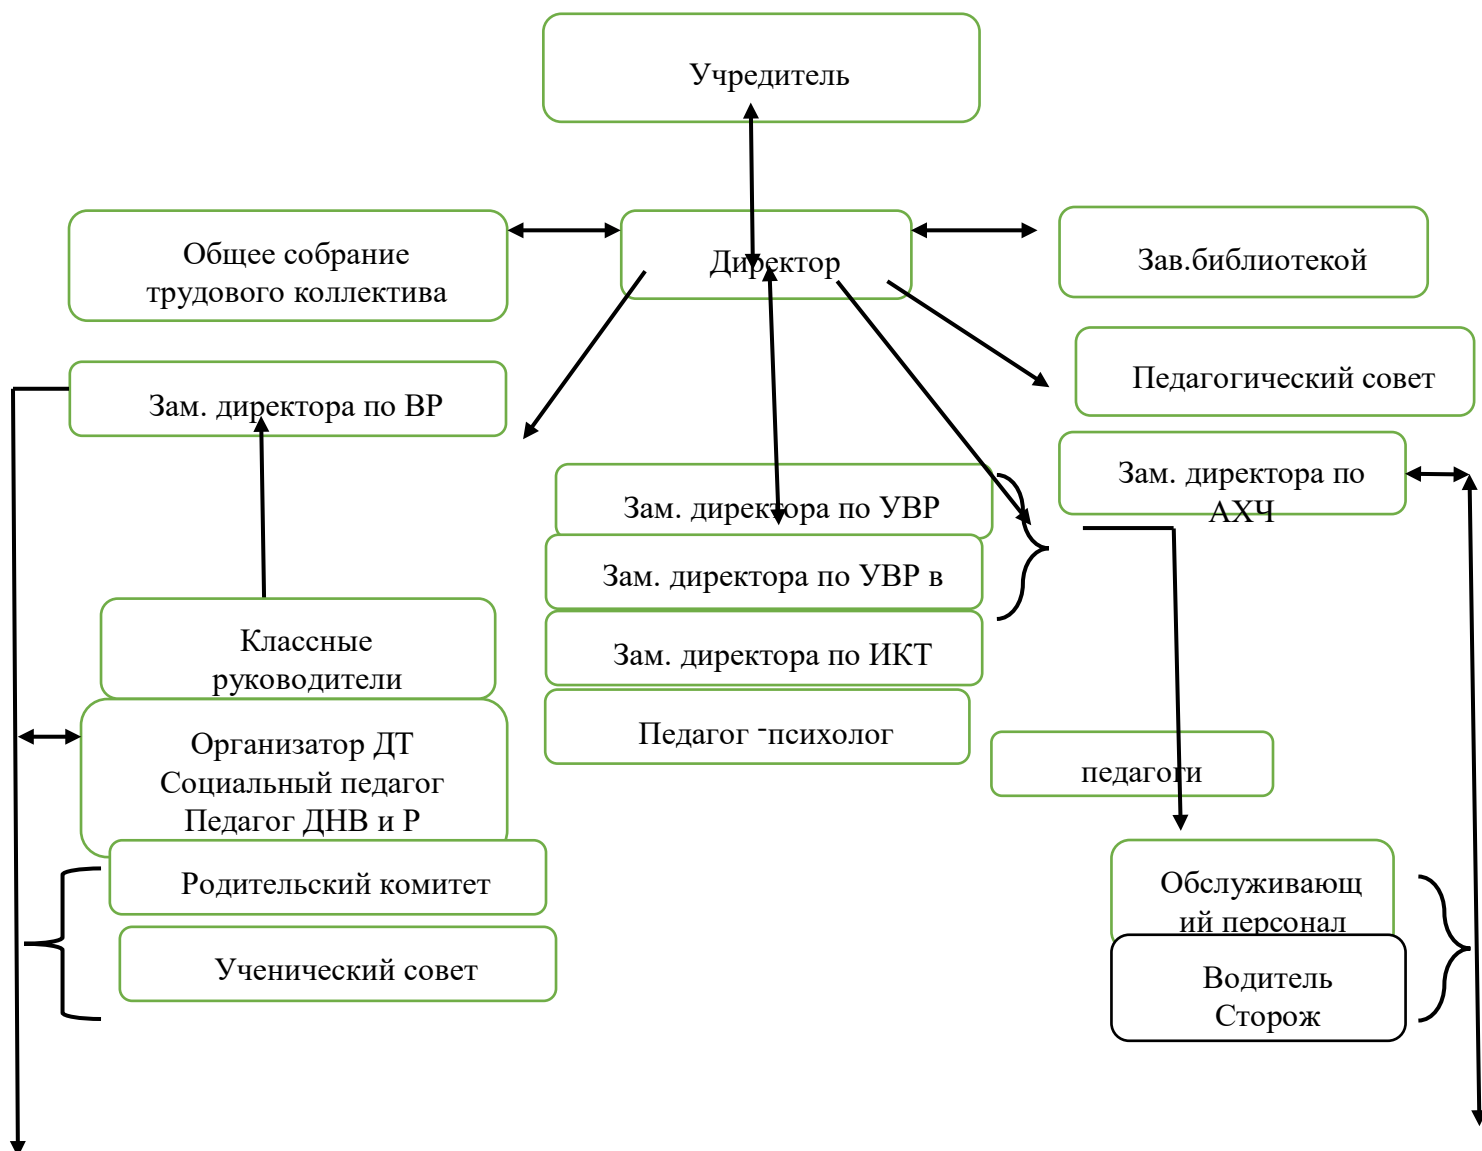 Учредитель
Общее собрание
трудового коллектива
Директор
Зав.библиотекой
Педагогический совет
Зам. директора по ВР
Зам. директора по
АХЧ
Зам. директора по УВР
Зам. директора по УВР в
Зам. директора по ИКТ
Педагог -психолог
Классные
руководители
Организатор ДТ
Социальный педагог
Педагог ДНВ и Р
Родительский комитет
Ученический совет
педагоги
Обслуживающ
ий персонал
Водитель
Сторож